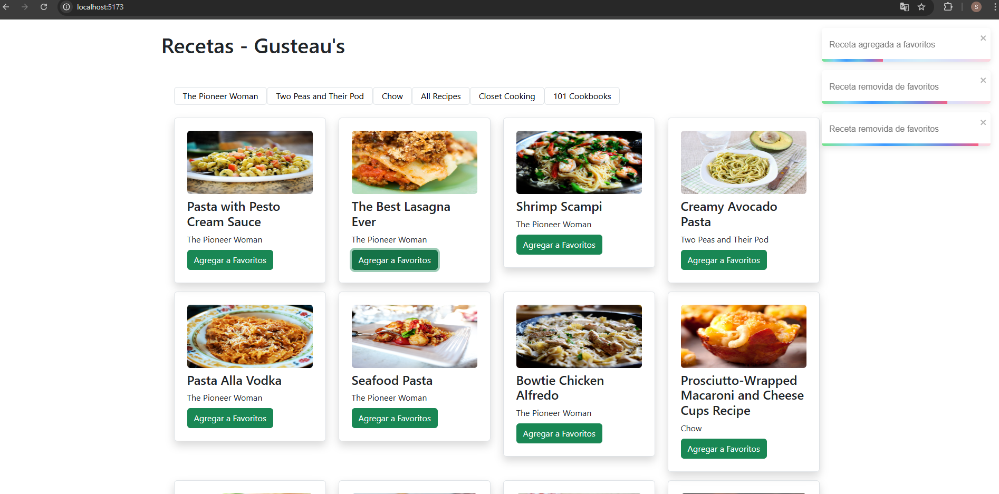 localhost:5173
S
Recetas - Gusteau's
Receta agregada a favoritos
Receta removida de favoritos
Receta removida de favoritos
The Pioneer Woman
Two Peas and Their Pod
Chow
All Recipes
Closet Cooking
101 Cookbooks
Pasta with Pesto
Cream Sauce
The Pioneer Woman
Agregar a Favoritos
The Best Lasagna
Ever
The Pioneer Woman
Agregar a Favoritos
Shrimp Scampi
The Pioneer Woman
Agregar a Favoritos
Creamy Avocado
Pasta
Two Peas and Their Pod
Agregar a Favoritos
Pasta Alla Vodka
The Pioneer Woman
Agregar a Favoritos
Seafood Pasta
The Pioneer Woman
Agregar a Favoritos
Bowtie Chicken
Alfredo
The Pioneer Woman
Agregar a Favoritos
Prosciutto-Wrapped
Macaroni and Cheese
Cups Recipe
Chow
Agregar a Favoritos